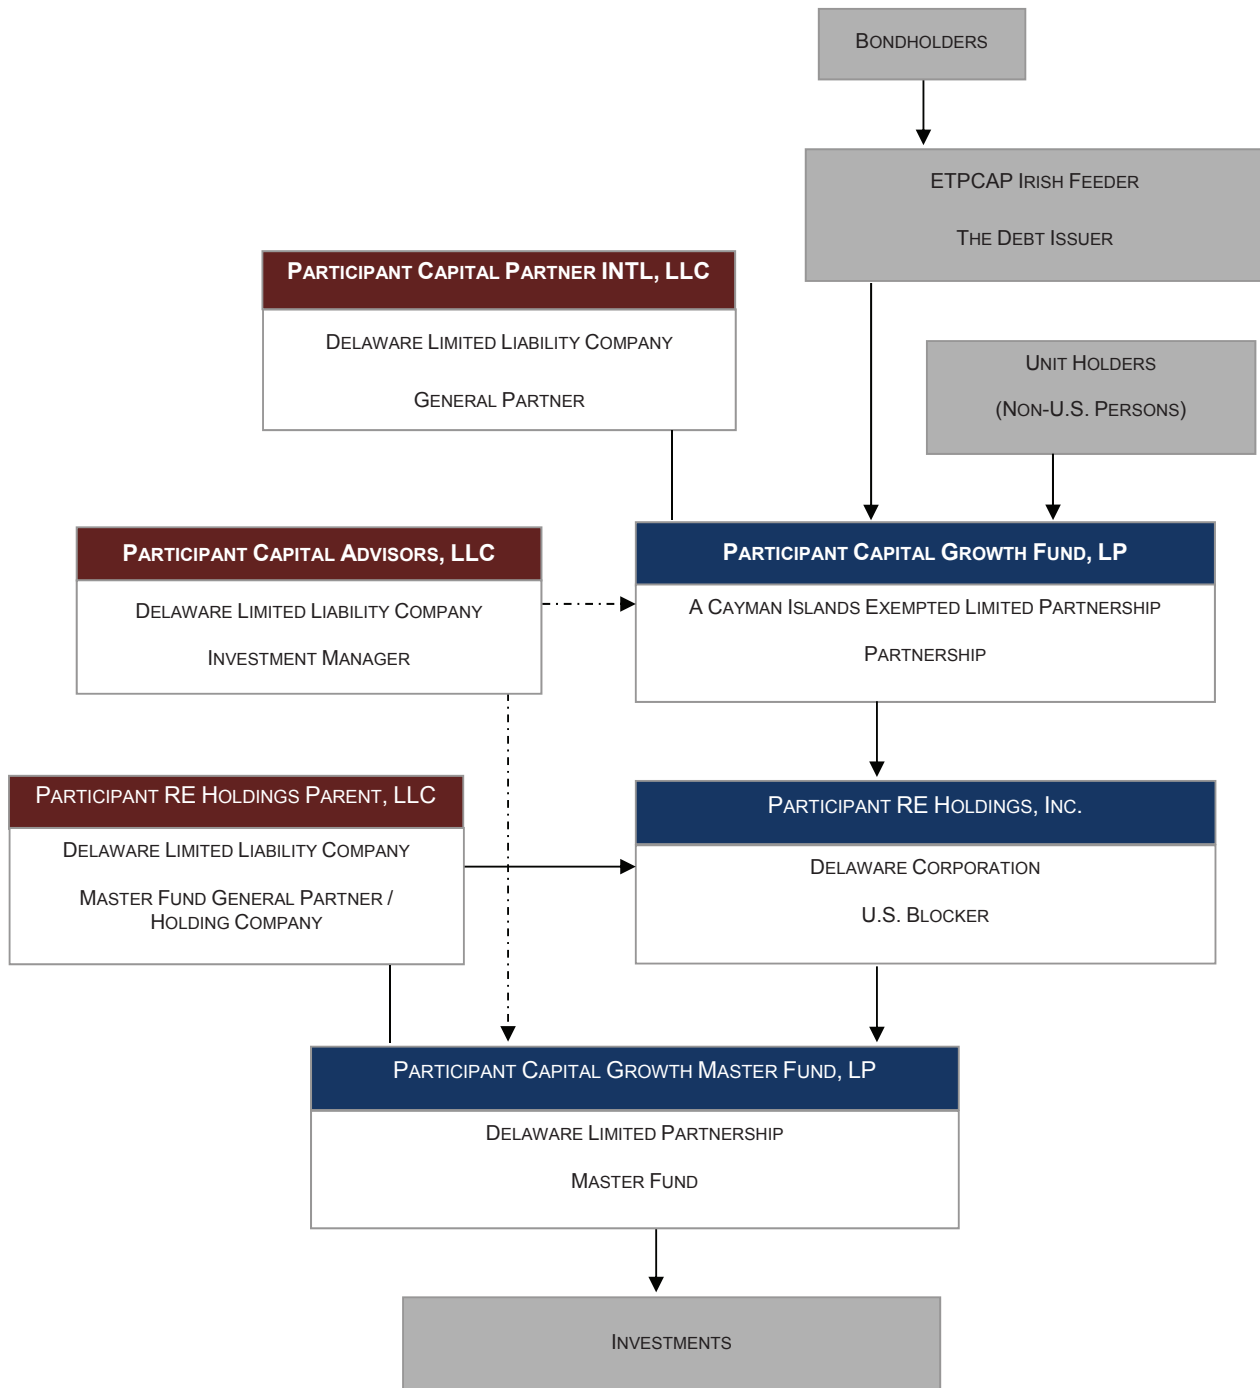 BONDHOLDERS
ETPCAP IRISH FEEDER
THE DEBT ISSUER
PARTICIPANT CAPITAL PARTNER INTL, LLC
DELAWARE LIMITED LIABILITY COMPANY
GENERAL PARTNER
UNIT HOLDERS
(NON-U.S. PERSONS)
PARTICIPANT CAPITAL ADVISORS, LLC
DELAWARE LIMITED LIABILITY COMPANY
INVESTMENT MANAGER
PARTICIPANT CAPITAL GROWTH FUND, LP
A CAYMAN ISLANDS EXEMPTED LIMITED PARTNERSHIP
PARTNERSHIP
PARTICIPANT RE HOLDINGS PARENT, LLC
DELAWARE LIMITED LIABILITY COMPANY
MASTER FUND GENERAL PARTNER /
HOLDING COMPANY
PARTICIPANT RE HOLDINGS, INC.
DELAWARE CORPORATION
U.S. BLOCKER
PARTICIPANT CAPITAL GROWTH MASTER FUND, LP
DELAWARE LIMITED PARTNERSHIP
MASTER FUND
INVESTMENTS